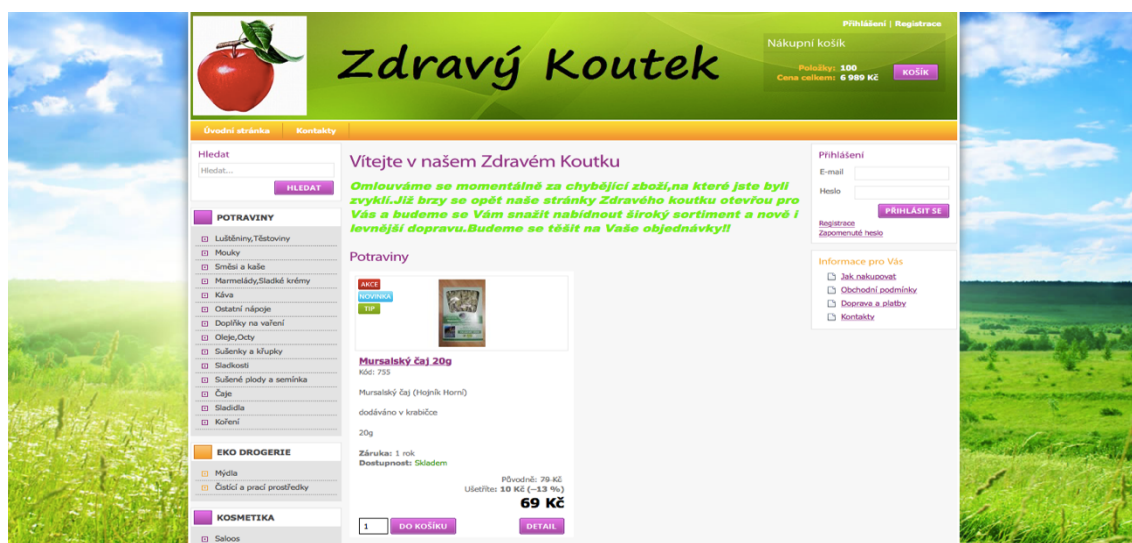 Zdravý Koutek
Přihlášení | Registrace
Nákupní košík
Položky: 100
Cena celkem: 6 989 Kč
KOŠÍK
Úvodní stránka
Kontakty
Hledat
Hledat...
HLEDAT
POTRAVINY
Luštěniny,Těstoviny
Mouky
Směsi a kaše
Marmelády,Sladké krémy
Káva
Ostatní nápoje
Doplňky na vaření
Oleje,Octy
Sušenky a křupky
Sladkosti
Sušené plody a semínka
Čaje
Sladidla
Koření
EKO DROGERIE
Mýdla
Čistící a prací prostředky
KOSMETIKA
Saloos
Vítejte v našem Zdravém Koutku
Omlouváme se momentálně za chybějící zboží,na které jste byli
zvyklí.Již brzy se opět naše stránky Zdravého koutku otevřou pro
Vás a budeme se Vám snažit nabídnout široký sortiment a nově i
levnější dopravu.Budeme se těšit na Vaše objednávky!!
Potraviny
AKCE
NOVINKA
TIP
Mursalský čaj 20g
Kód: 755
Mursalský čaj (Hojník Horní)
dodáváno v krabičce
20g
Záruka: 1 rok
Dostupnost: Skladem
Původně: 79 Kč
Ušetříte: 10 Kč (–13 %)
69 Kč
1
DO KOŠÍKU
DETAIL
Přihlášení
E-mail
Heslo
PŘIHLÁSIT SE
Registrace
Zapomenuté heslo
Informace pro Vás
Jak nakupovat
Obchodní podmínky
Doprava a platby
Kontakty